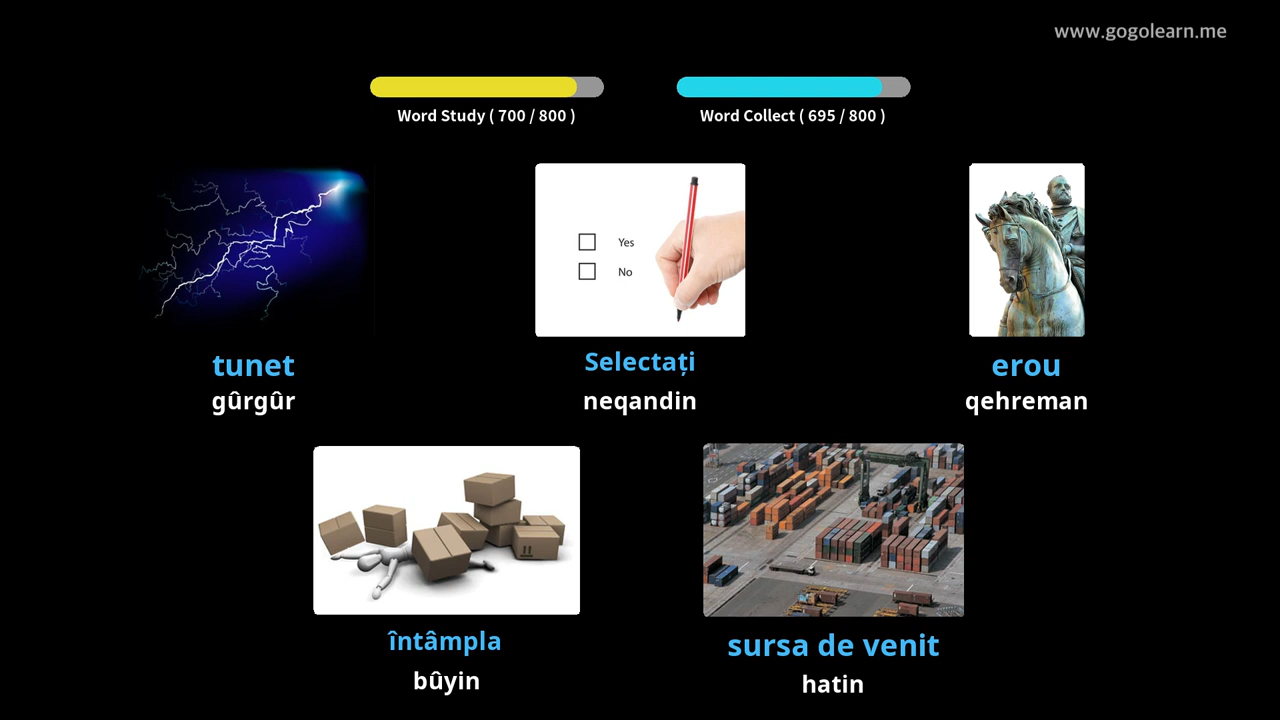 www.gogolearn.me
Word Study ( 700 / 800 )
Word Collect ( 695 / 800 )
Yes
No
tunet
gûrgûr
Selectați
neqandin
erou
qehreman
întâmpla
bûyin
sursa de venit
hatin